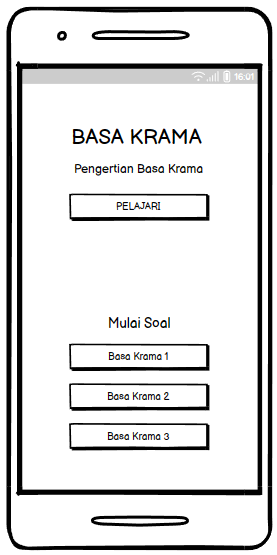 16:01
BASA KRAMA
Pengertian Basa Krama
PELAJARI
Mulai Soal
Basa Krama 1
Basa Krama 2
Basa Krama 3